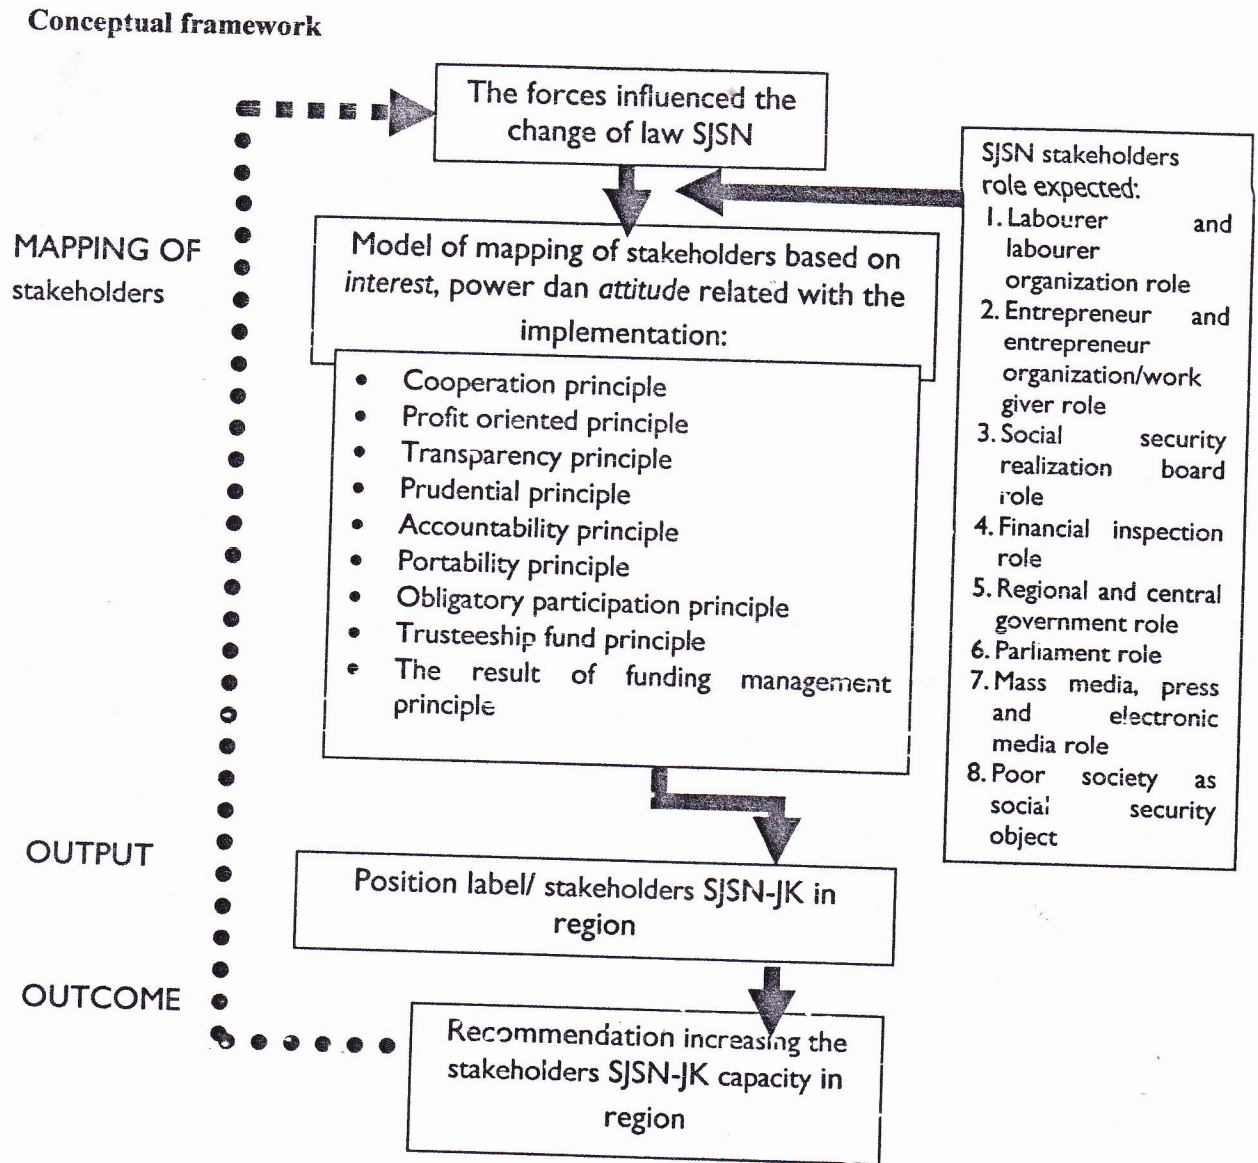 Conceptual framework
The forces influenced the
change of law SJSN
MAPPING OF
stakeholders
Model of mapping of stakeholders based on
interest, power dan attitude related with the
implementation:
• Cooperation principle
• Profit oriented principle
• Transparency principle
• Prudential principle
• Accountability principle
• Portability principle
• Obligatory participation principle
• Trusteeship fund principle
• The result of funding management
principle
SJSN stakeholders
role expected:
1. Labourer and
labourer
organization role
2. Entrepreneur and
entrepreneur
organization/work
giver role
3. Social security
realization board
role
4. Financial inspection
role
5. Regional and central
government role
6. Parliament role
7. Mass media, press
and electronic
media role
8. Poor society as
social security
object
OUTPUT
Position label/ stakeholders SJSN-JK in
region
OUTCOME
Recommendation increasing the
stakeholders SJSN-JK capacity in
region